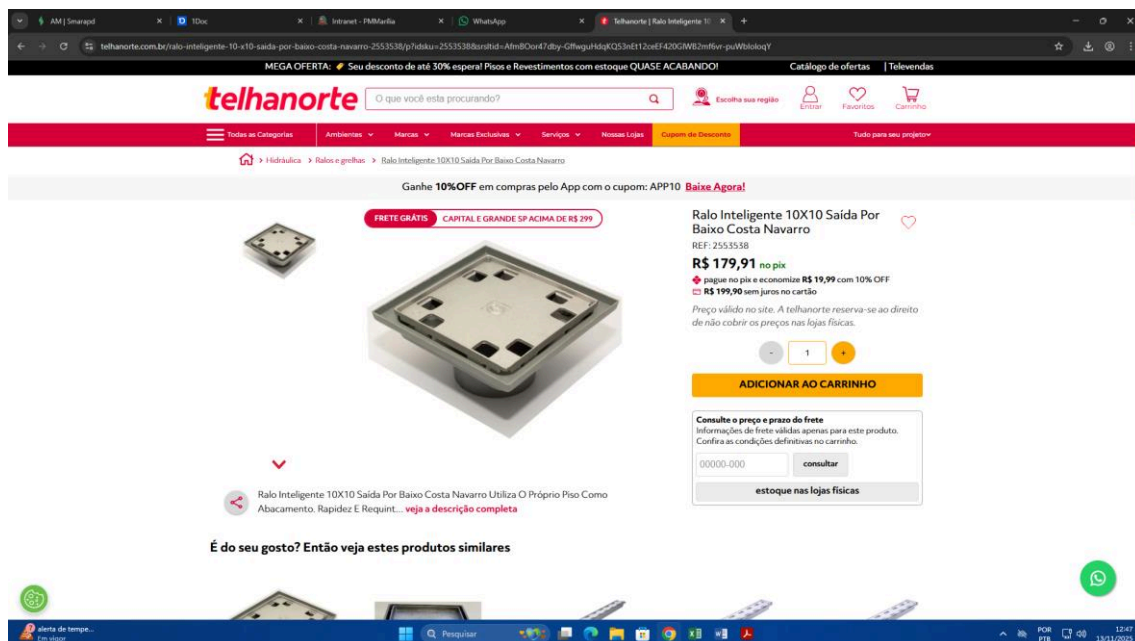 AM | Smarapd
1Doc
Intranet - PMMarília
WhatsApp
Telhanorte | Ralo Inteligente 10
MEGA OFERTA: Seu desconto de até 30% espera! Pisos e Revestimentos com estoque QUASE ACABANDO!
Catálogo de ofertas | Televendas
telhanorte
O que você está procurando?
Escolha sua região
Entrar
Favoritos
Carrinho
Todas as Categorias
Ambientes
Marcas
Marcas Exclusivas
Serviços
Nossas Lojas
Cupom de Desconto
Tudo para seu projeto
> Hidráulica > Ralos e grelhas > Ralo Inteligente 10X10 Saída Por Baixo Costa Navarro
Ganhe 10%OFF em compras pelo App com o cupom: APP10 Baixe Agora!
FRETE GRÁTIS CAPITAL E GRANDE SP ACIMA DE R$ 299
Ralo Inteligente 10X10 Saída Por
Baixo Costa Navarro
REF: 2553538
R$ 179,91 no pix
pague no pix e economize R$ 19,99 com 10% OFF
R$ 199,90 sem juros no cartão
Preço válido no site. A telhanorte reserva-se ao direito
de não cobrir os preços nas lojas físicas.
- 1 +
ADICIONAR AO CARRINHO
Consulte o preço e prazo do frete
Informações de frete válidas apenas para este produto.
Confira as condições definitivas no carrinho.
00000-000
consultar
estoque nas lojas físicas
Ralo Inteligente 10X10 Saída Por Baixo Costa Navarro Utiliza O Próprio Piso Como
Abacamento. Rapidez E Requint... veja a descrição completa
É do seu gosto? Então veja estes produtos similares
alerta de tempe...
Em vigor
Pesquisar
POR
PTB
12:47
13/11/2025